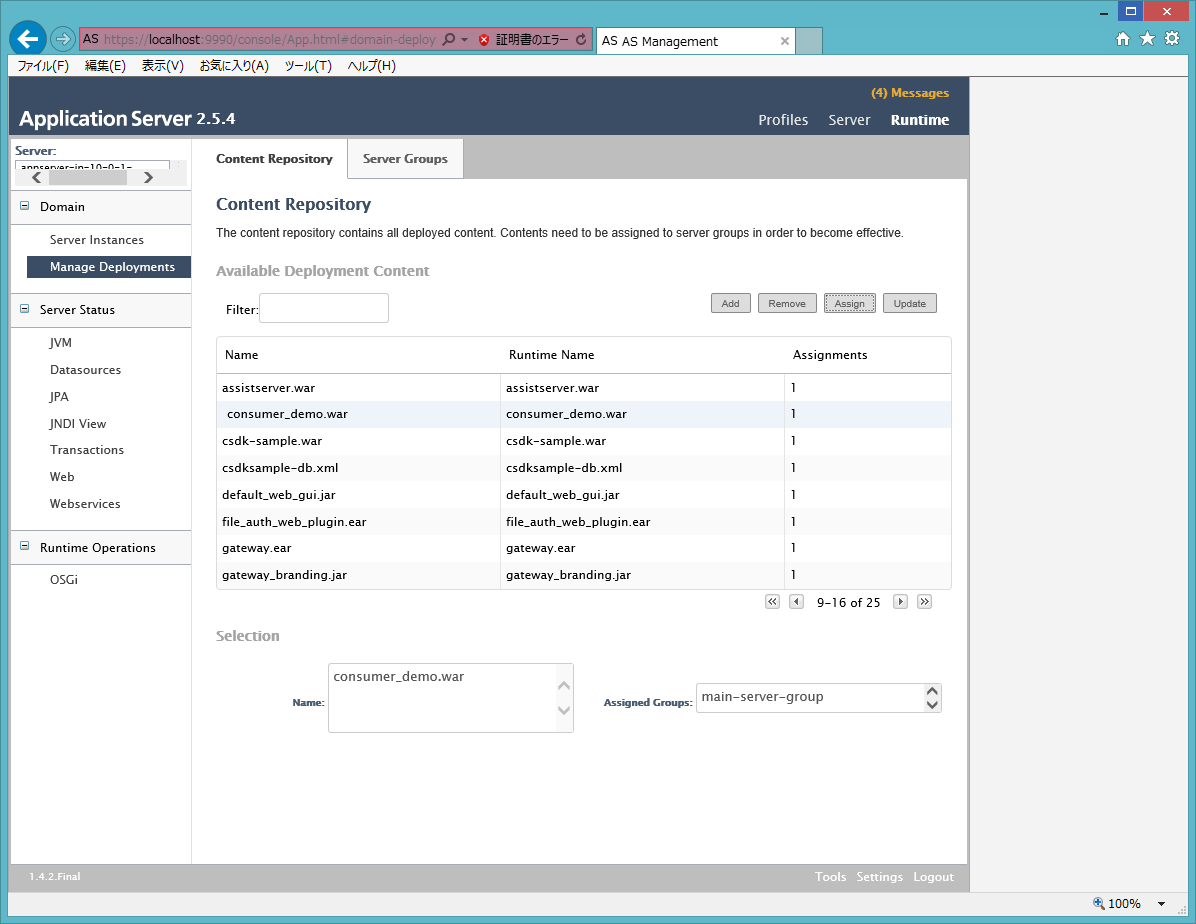 AS https://localhost:9990/console/App.html#domain-deploy 証明書のエラー AS AS Management
ファイル(F) 編集(E) 表示(V) お気に入り(A) ツール(T) ヘルプ(H)
(4) Messages
Application Server 2.5.4
Profiles Server Runtime
Server:
appserver-ip-10-0-1-
Domain
Server Instances
Manage Deployments
Server Status
JVM
Datasources
JPA
JNDI View
Transactions
Web
Webservices
Runtime Operations
OSGi
Content Repository Server Groups
Content Repository
The content repository contains all deployed content. Contents need to be assigned to server groups in order to become effective.
Available Deployment Content
Filter: Add Remove Assign Update
Name Runtime Name Assignments
assistserver.war assistserver.war 1
consumer_demo.war consumer_demo.war 1
csdk-sample.war csdk-sample.war 1
csdksample-db.xml csdksample-db.xml 1
default_web_gui.jar default_web_gui.jar 1
file_auth_web_plugin.ear file_auth_web_plugin.ear 1
gateway.ear gateway.ear 1
gateway_branding.jar gateway_branding.jar 1
9-16 of 25
Selection
Name: consumer_demo.war Assigned Groups: main-server-group
1.4.2.Final Tools Settings Logout
100%